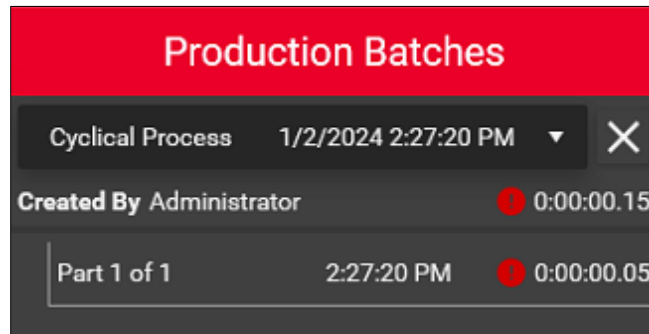 Production Batches
Cyclical Process 1/2/2024 2:27:20 PM
Created By Administrator 0:00:00.15
Part 1 of 1 2:27:20 PM 0:00:00.05